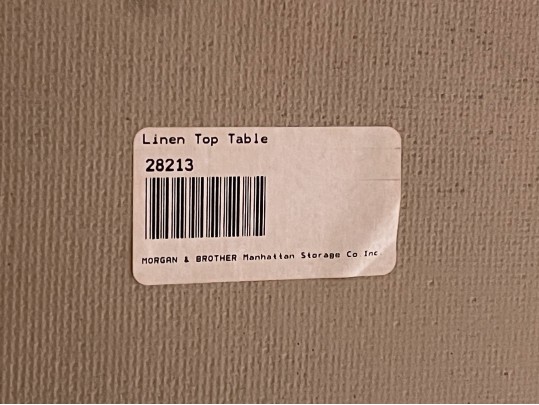 Linen Top Table
28213
MORGAN & BROTHER Manhattan Storage Co Inc.